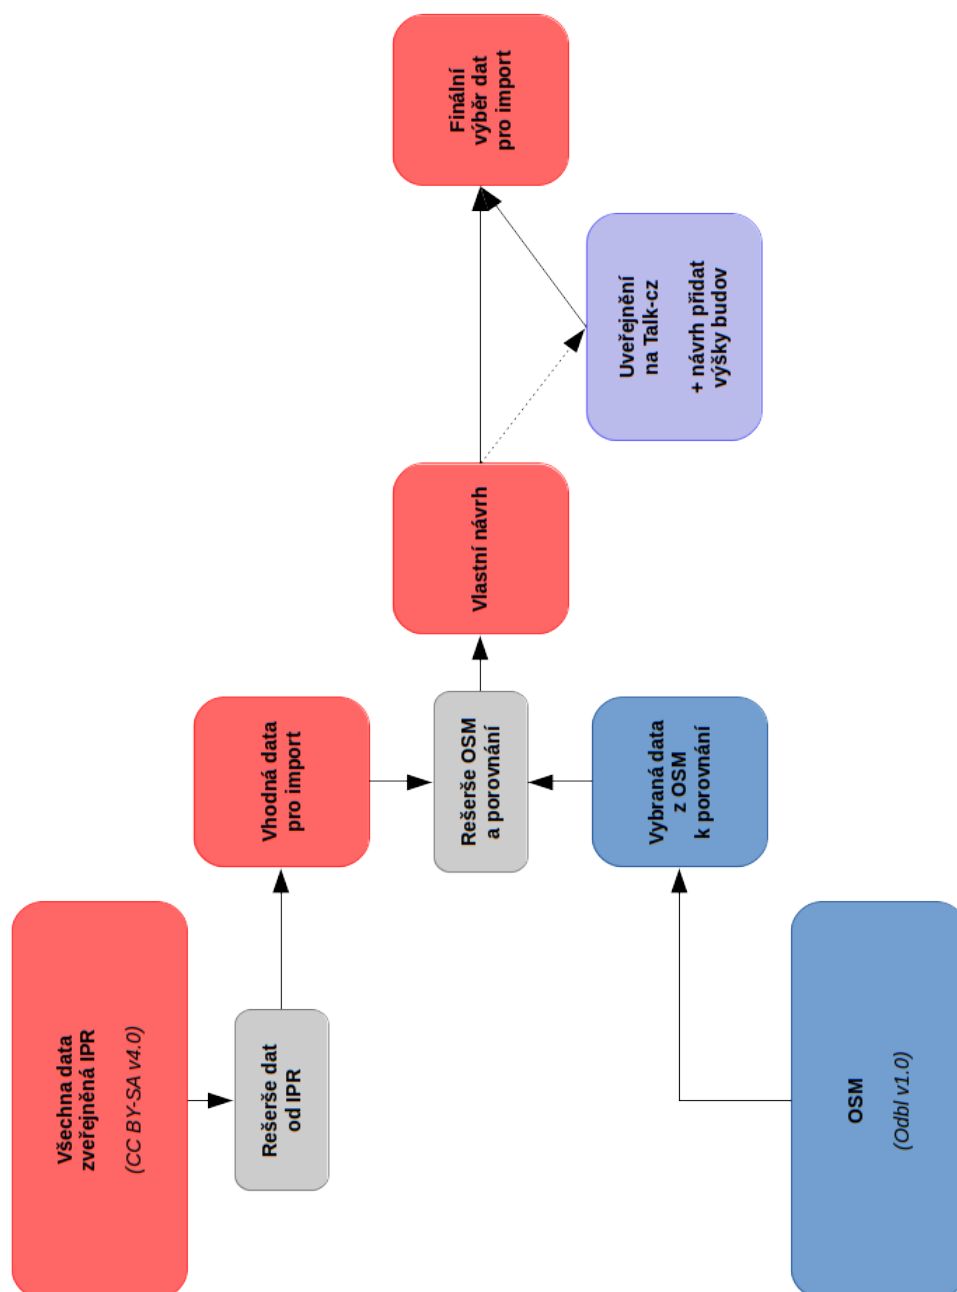 Všechna data
zveřejněná IPR
(CC BY-SA v4.0)
Rešerše dat
od IPR
Vhodná data
pro import
Rešerše OSM
a porovnání
OSM
(Odbl v1.0)
Vybraná data
z OSM
k porovnání
Vlastní návrh
Uveřejnění
na Talk-cz
+ návrh přidat
výšky budov
Finální
výběr dat
pro import